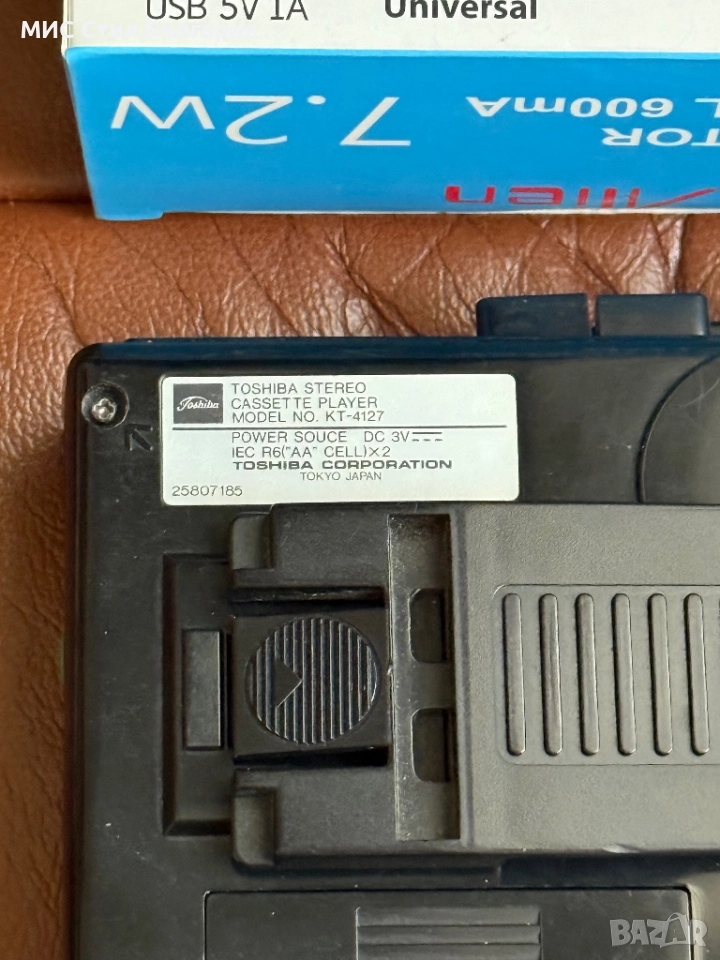 USB 5V 1A
Universal
МИС
7.2W
TOR
L 600mA
Toshiba
TOSHIBA STEREO
CASSETTE PLAYER
MODEL NO. KT-4127
POWER SOUCE DC 3V
IEC R6("AA" CELL)×2
TOSHIBA CORPORATION
TOKYO JAPAN
25807185
BAZAR